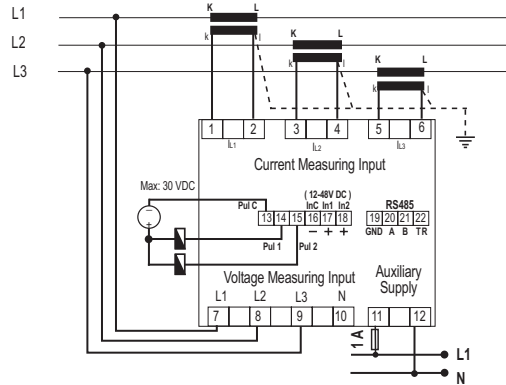 L1
K L
k l
L2
K L
k l
L3
K L
k l
1 2 3 4 5 6
IL1 IL2 IL3
Current Measuring Input
Max: 30 VDC
( 12-48V DC )
Pul C InC In1 In2 RS485
13 14 15 16 17 18 19 20 21 22
− + + GND A B TR
Pul 1 Pul 2
Voltage Measuring Input
Auxiliary
Supply
L1 L2 L3 N
7 8 9 10 11 12
1 A
L1
N